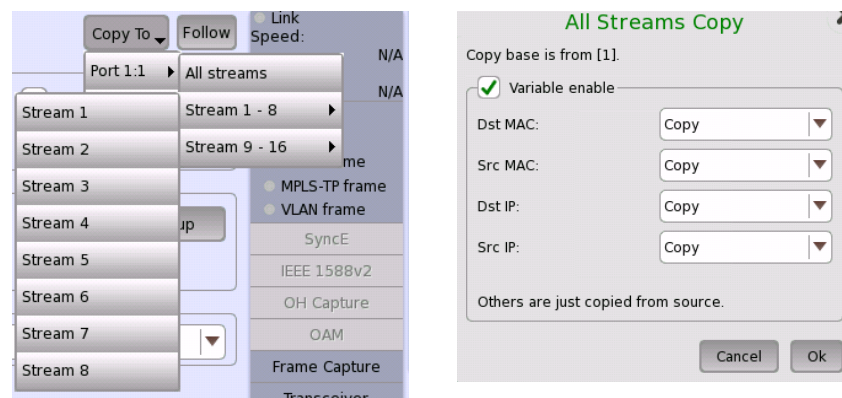 Copy To
Follow
Link
Speed:
N/A
Port 1:1
All streams
N/A
Stream 1
Stream 1 - 8
Stream 2
Stream 9 - 16
me
Stream 3
MPLS-TP frame
Stream 4
up
VLAN frame
SyncE
Stream 5
IEEE 1588v2
Stream 6
OH Capture
Stream 7
OAM
Stream 8
Frame Capture
All Streams Copy
Copy base is from [1].
Variable enable
Dst MAC: Copy
Src MAC: Copy
Dst IP: Copy
Src IP: Copy
Others are just copied from source.
Cancel Ok